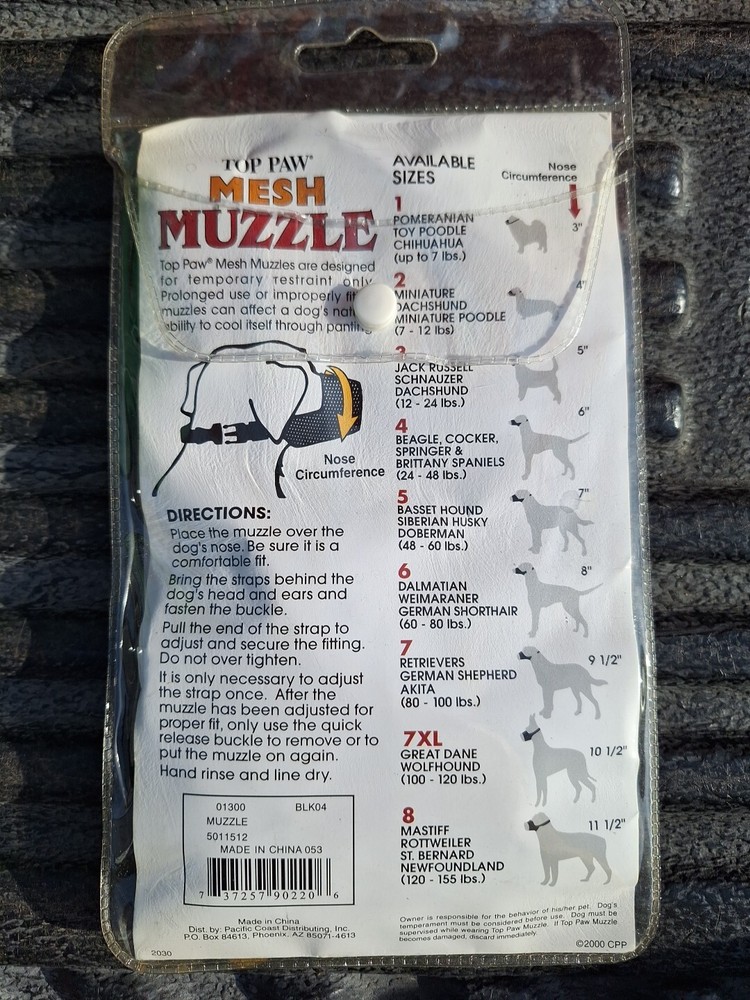 TOP PAW®
MESH
MUZZLE
Top Paw® Mesh Muzzles are designed
for temporary restraint only.
Prolonged use or improperly
muzzles can affect a dog's
ability to cool itself through panting.
Nose
Circumference
DIRECTIONS:
Place the muzzle over the
dog's nose. Be sure it is a
comfortable fit.
Bring the straps behind the
dog's head and ears and
fasten the buckle.
Pull the end of the strap to
adjust and secure the fitting.
Do not over tighten.
It is only necessary to adjust
the strap once. After the
muzzle has been adjusted for
proper fit, only use the quick
release buckle to remove or to
put the muzzle on again.
Hand rinse and line dry.
01300 BLK04
MUZZLE
5011512
MADE IN CHINA 053
7 37257 90220 6
Made in China
Dist. by: Pacific Coast Distributing, Inc.
P.O. Box 84613, Phoenix, AZ 85071-4613
2030
AVAILABLE
SIZES
Nose
Circumference
1
POMERANIAN
TOY POODLE
CHIHUAHUA
(up to 7 lbs.)
3"
2
MINIATURE
DACHSHUND
MINIATURE POODLE
(7 - 12 lbs)
4"
3
JACK RUSSELL
SCHNAUZER
DACHSHUND
(12 - 24 lbs.)
5"
4
BEAGLE, COCKER,
SPRINGER &
BRITTANY SPANIELS
(24 - 48 lbs.)
6"
5
BASSET HOUND
SIBERIAN HUSKY
DOBERMAN
(48 - 60 lbs.)
7"
6
DALMATIAN
WEIMARANER
GERMAN SHORTHAIR
(60 - 80 lbs.)
8"
7
RETRIEVERS
GERMAN SHEPHERD
AKITA
(80 - 100 lbs.)
9 1/2"
7XL
GREAT DANE
WOLFHOUND
(100 - 120 lbs.)
10 1/2"
8
MASTIFF
ROTTWEILER
ST. BERNARD
NEWFOUNDLAND
(120 - 155 lbs.)
11 1/2"
Owner is responsible for the behavior of his/her pet. Dog's
temperament must be considered before use. Dog must be
supervised while wearing Top Paw Muzzle. If Top Paw Muzzle
becomes damaged, discard immediately.
©2000 CPP